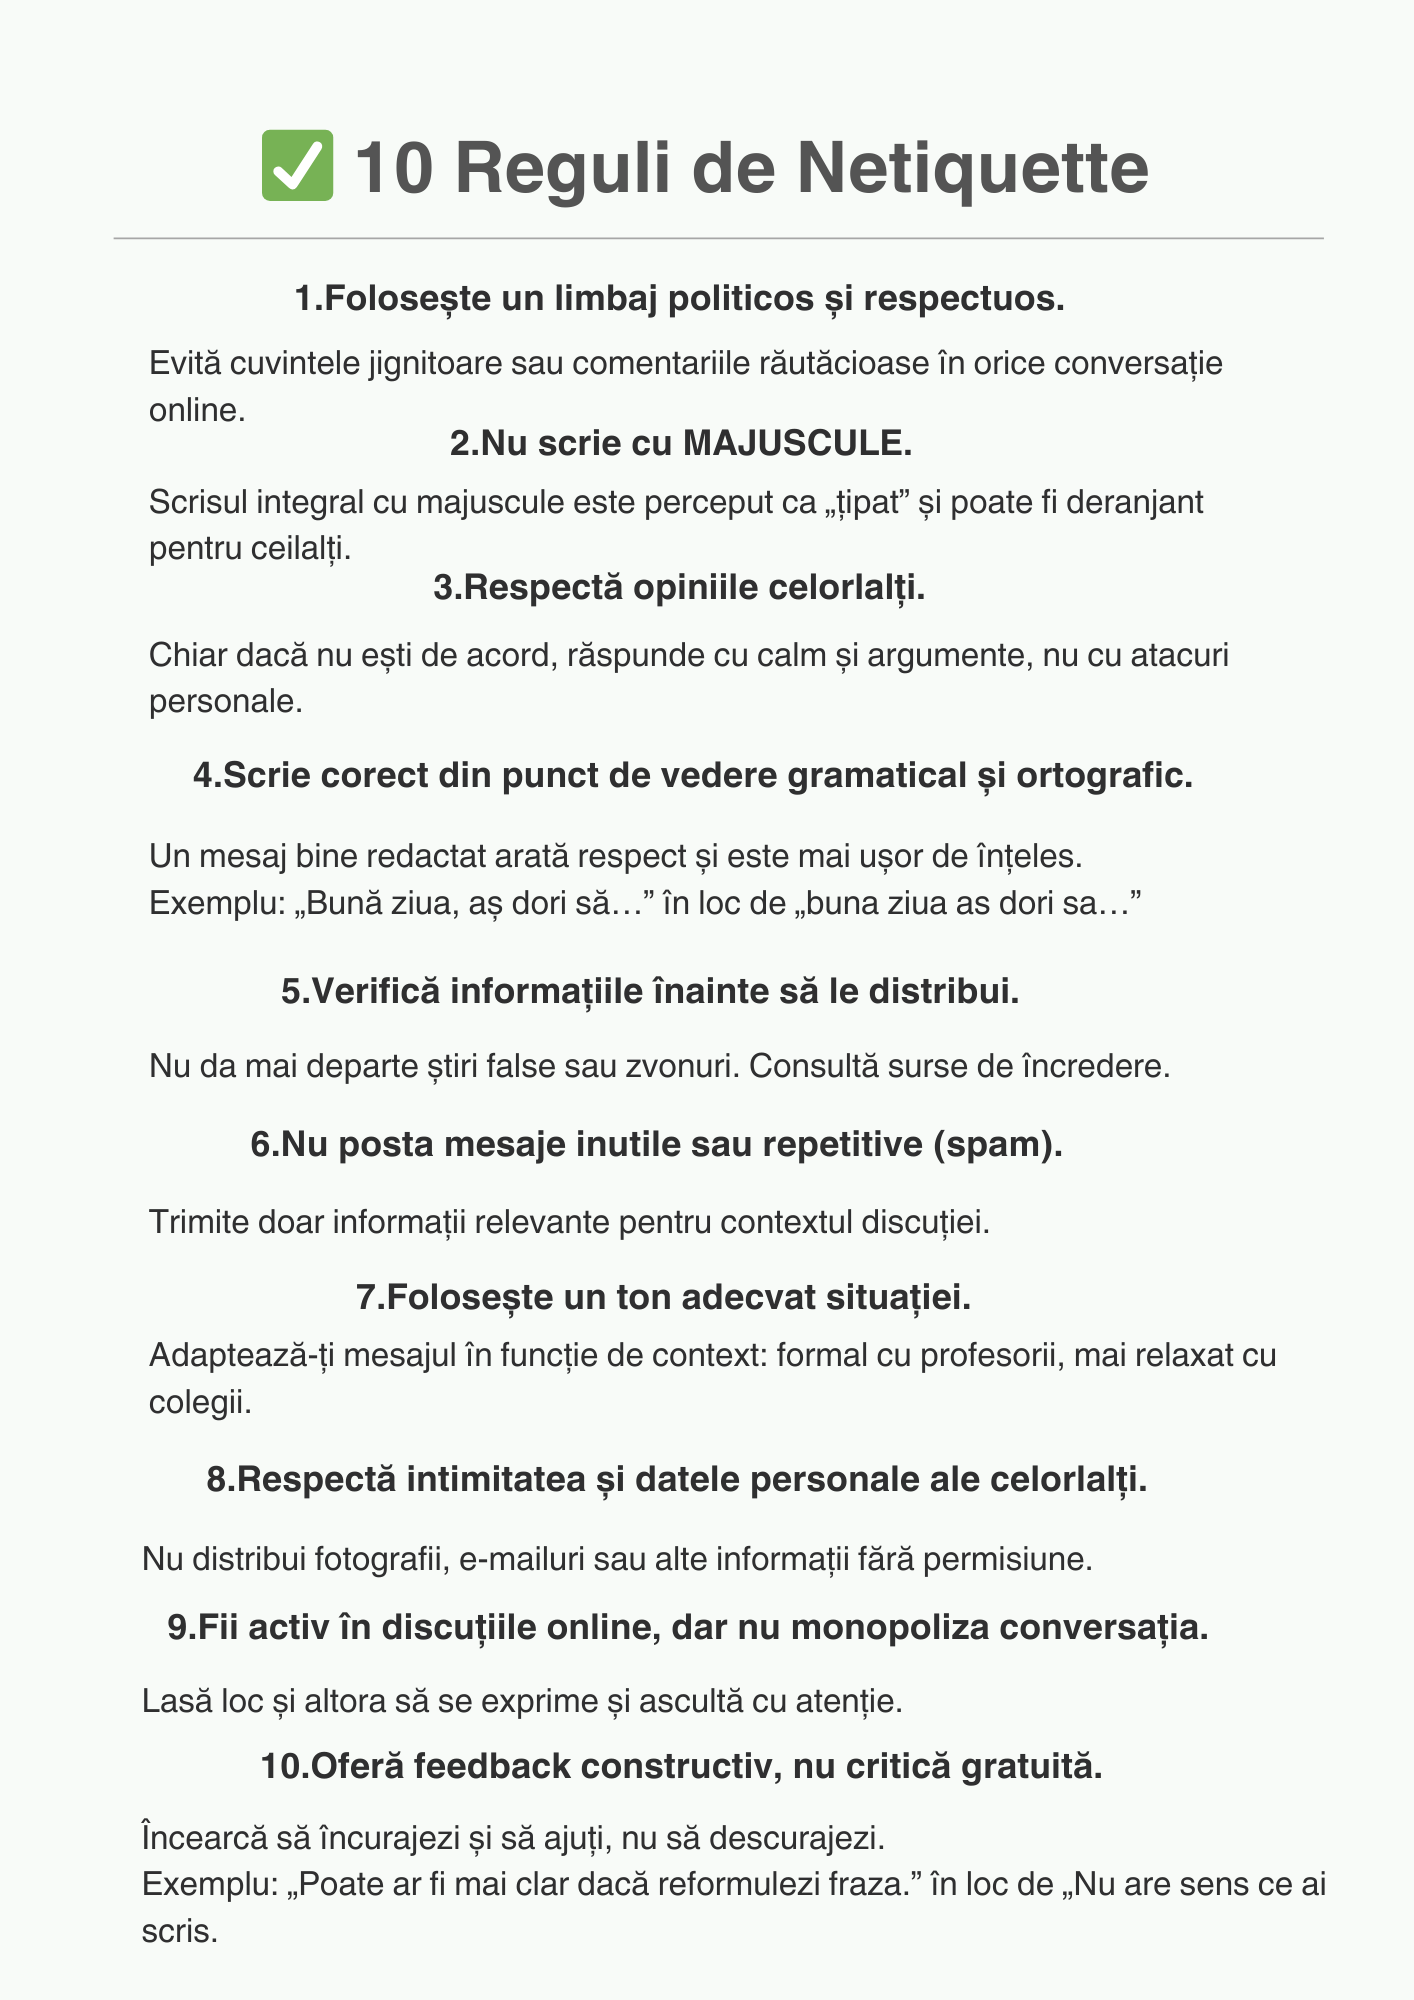 ✅ 10 Reguli de Netiquette
1.Folosește un limbaj politicos și respectuos.
Evită cuvintele jignitoare sau comentariile răutăcioase în orice conversație
online.
2.Nu scrie cu MAJUSCULE.
Scrisul integral cu majuscule este perceput ca „țipat” și poate fi deranjant
pentru ceilalți.
3.Respectă opiniile celorlalți.
Chiar dacă nu ești de acord, răspunde cu calm și argumente, nu cu atacuri
personale.
4.Scrie corect din punct de vedere gramatical și ortografic.
Un mesaj bine redactat arată respect și este mai ușor de înțeles.
Exemplu: „Bună ziua, aș dori să…” în loc de „buna ziua as dori sa…”
5.Verifică informațiile înainte să le distribui.
Nu da mai departe știri false sau zvonuri. Consultă surse de încredere.
6.Nu posta mesaje inutile sau repetitive (spam).
Trimite doar informații relevante pentru contextul discuției.
7.Folosește un ton adecvat situației.
Adaptează-ți mesajul în funcție de context: formal cu profesorii, mai relaxat cu
colegii.
8.Respectă intimitatea și datele personale ale celorlalți.
Nu distribui fotografii, e-mailuri sau alte informații fără permisiune.
9.Fii activ în discuțiile online, dar nu monopoliza conversația.
Lasă loc și altora să se exprime și ascultă cu atenție.
10.Oferă feedback constructiv, nu critică gratuită.
Încearcă să încurajezi și să ajuți, nu să descurajezi.
Exemplu: „Poate ar fi mai clar dacă reformulezi fraza.” în loc de „Nu are sens ce ai
scris.